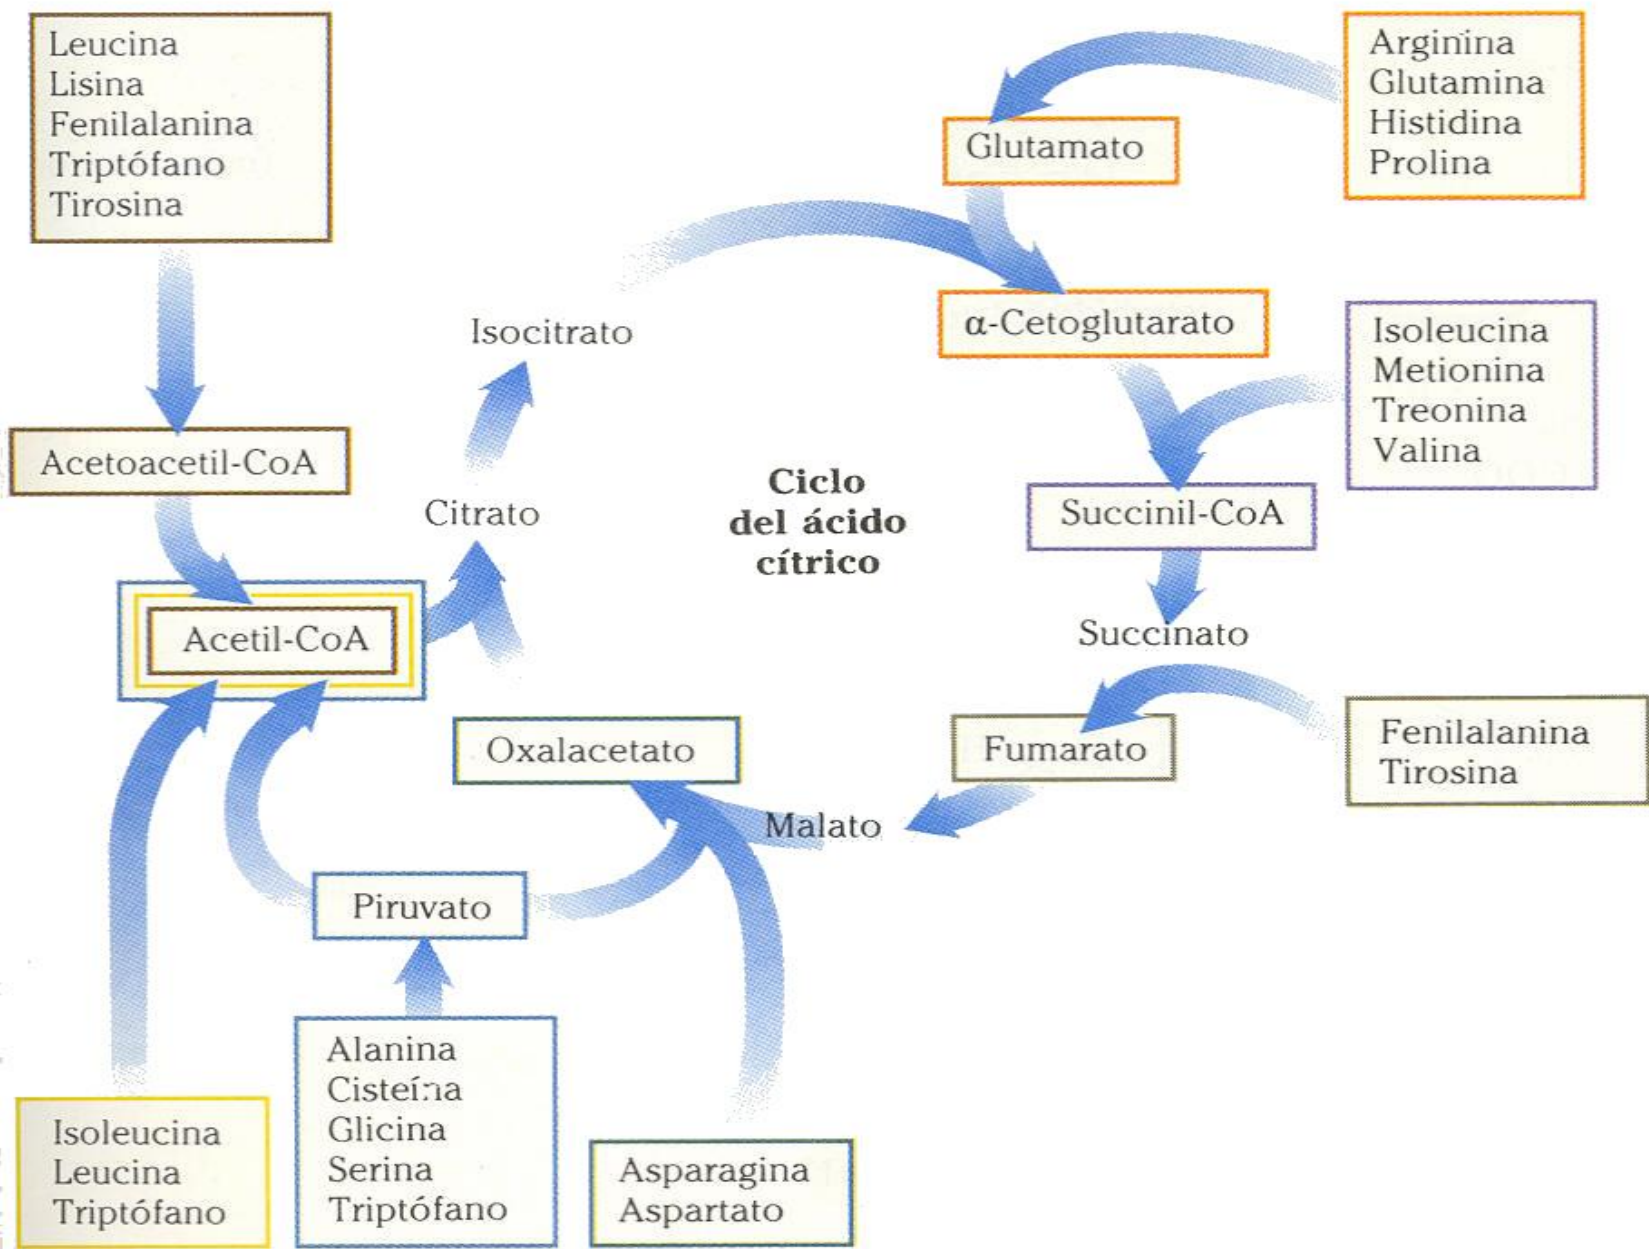 Leucina
Lisina
Fenilalanina
Triptófano
Tirosina
Arginina
Glutamina
Histidina
Prolina
Glutamato
α-Cetoglutarato
Isocitrato
Isoleucina
Metionina
Treonina
Valina
Acetoacetil-CoA
Citrato
Ciclo
del ácido
cítrico
Succinil-CoA
Acetil-CoA
Succinato
Oxalacetato
Fumarato
Fenilalanina
Tirosina
Malato
Piruvato
Isoleucina
Leucina
Triptófano
Alanina
Cisteína
Glicina
Serina
Triptófano
Asparagina
Aspartato